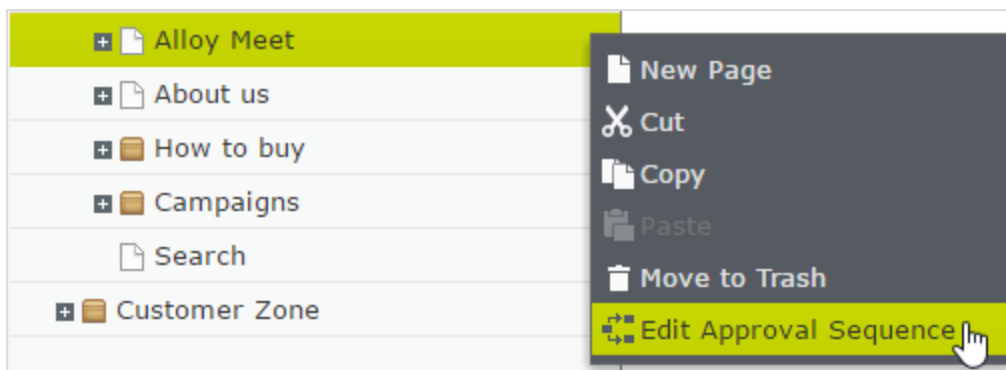 Alloy Meet
About us
How to buy
Campaigns
Search
Customer Zone
New Page
Cut
Copy
Paste
Move to Trash
Edit Approval Sequence